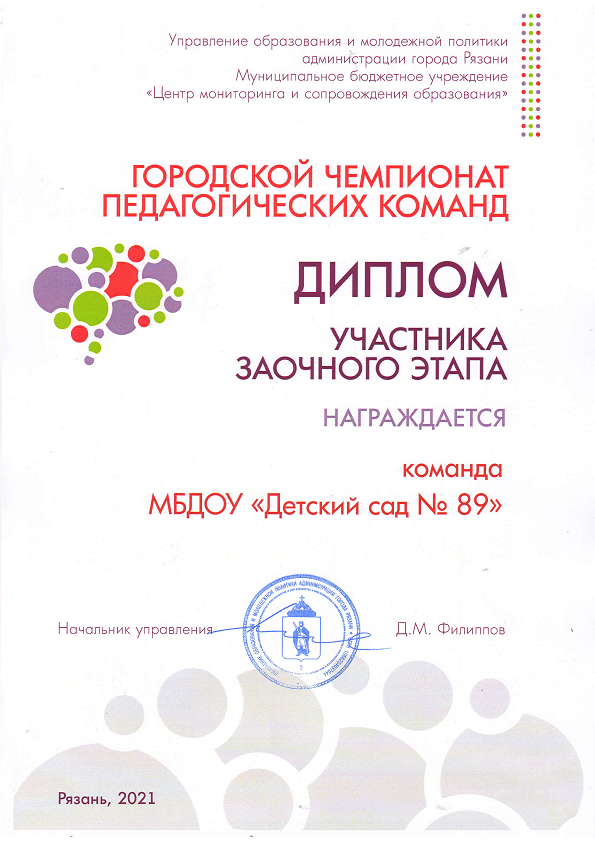 Управление образования и молодежной политики
администрации города Рязани
Муниципальное бюджетное учреждение
«Центр мониторинга и сопровождения образования»
ГОРОДСКОЙ ЧЕМПИОНАТ
ПЕДАГОГИЧЕСКИХ КОМАНД
ДИПЛОМ
УЧАСТНИКА
ЗАОЧНОГО ЭТАПА
НАГРАЖДАЕТСЯ
команда
МБДОУ «Детский сад № 89»
Начальник управления
Д.М. Филиппов
Рязань, 2021